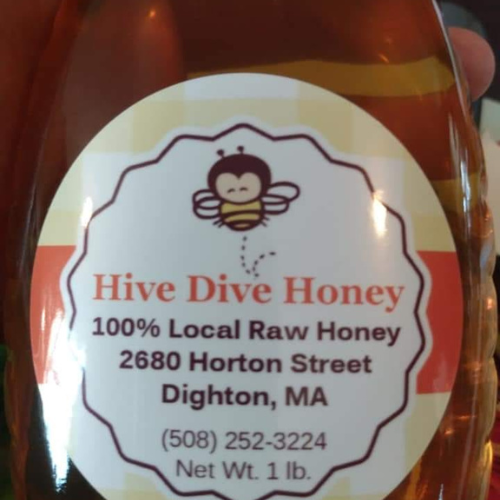 Hive Dive Honey
100% Local Raw Honey
2680 Horton Street
Dighton, MA
(508) 252-3224
Net Wt. 1 lb.